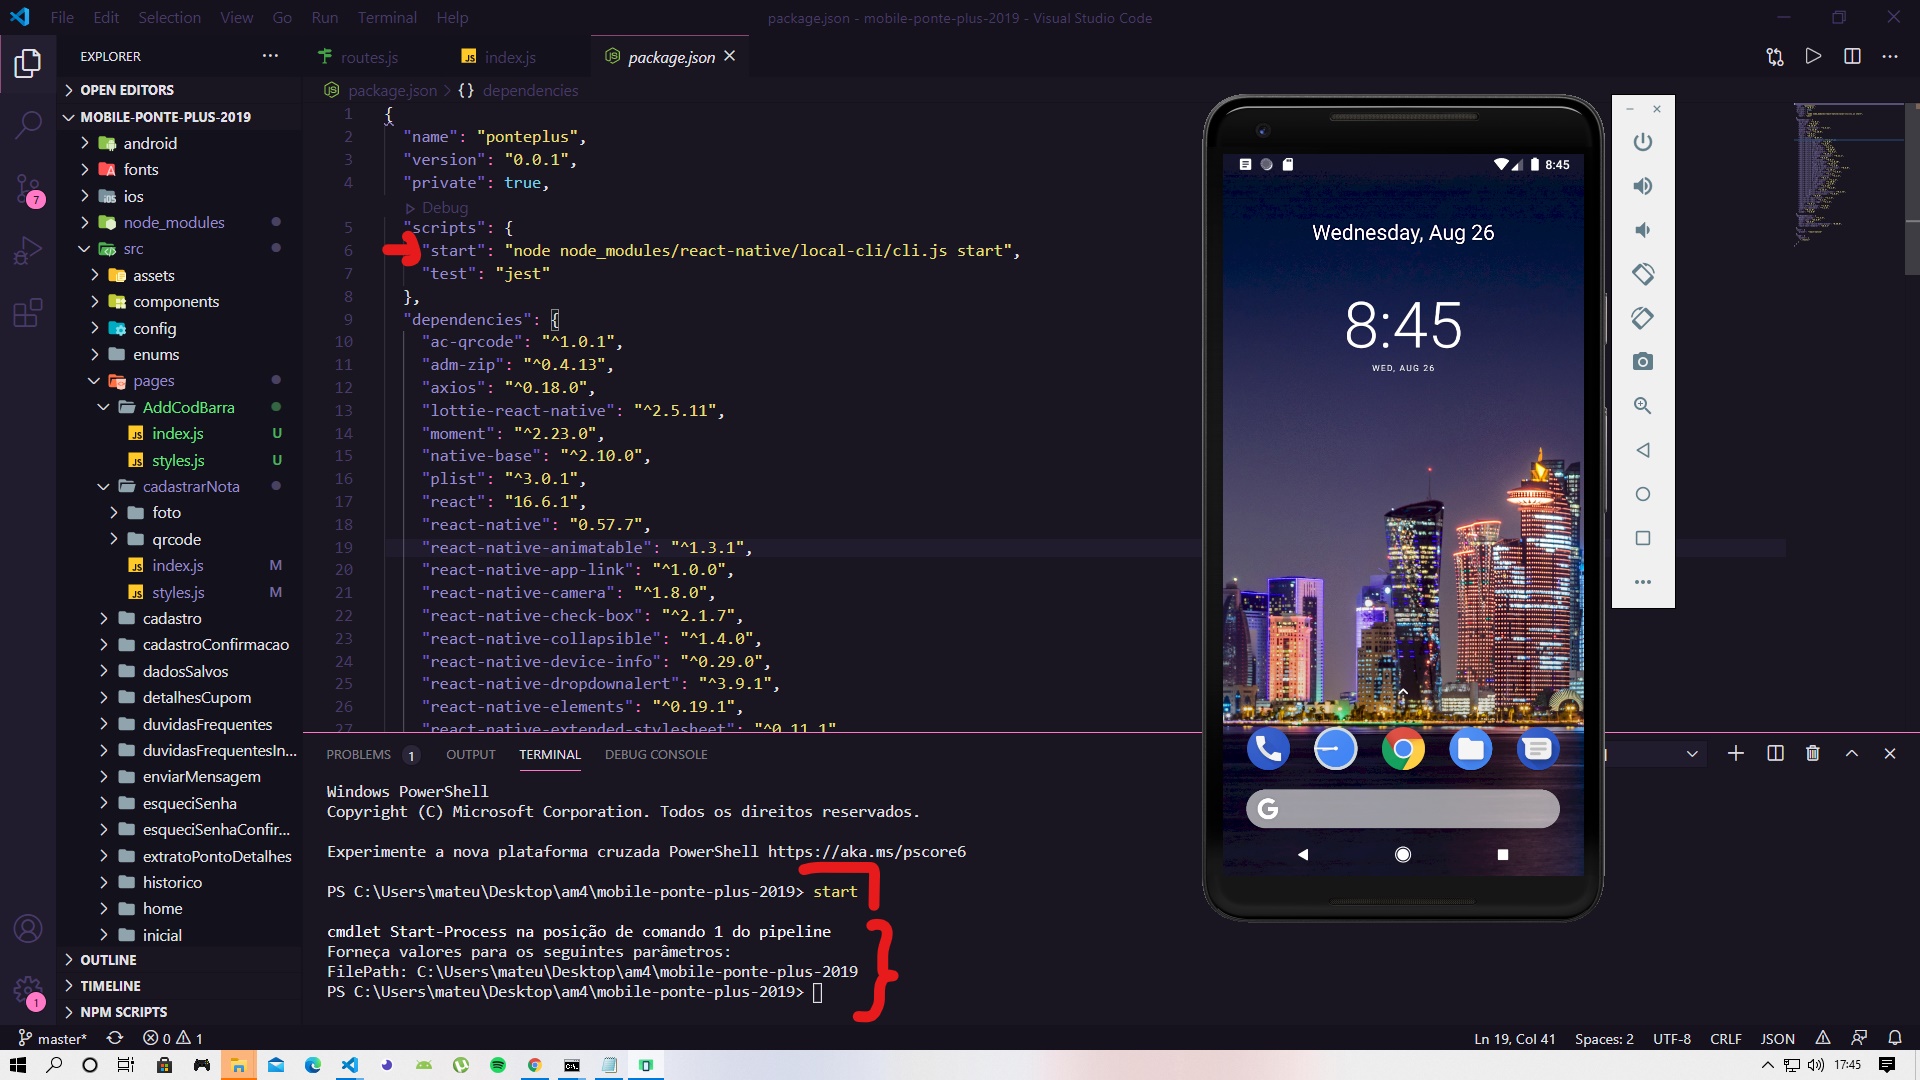 File Edit Selection View Go Run Terminal Help
package.json - mobile-ponte-plus-2019 - Visual Studio Code
EXPLORER
OPEN EDITORS
MOBILE-PONTE-PLUS-2019
android
fonts
ios
node_modules
src
assets
components
config
enums
pages
AddCodBarra
index.js U
styles.js U
cadastrarNota
foto
qrcode
index.js M
styles.js M
cadastro
cadastroConfirmacao
dadosSalvos
detalhesCupom
duvidasFrequentes
duvidasFrequentesIn...
enviarMensagem
esqueciSenha
esqueciSenhaConfir...
extratoPontoDetalhes
historico
home
inicial
OUTLINE
TIMELINE
NPM SCRIPTS
7
1
routes.js
JS index.js
package.json
package.json > {} dependencies
1 {
2 "name": "ponteplus",
3 "version": "0.0.1",
4 "private": true,
Debug
5 "scripts": {
6 "start": "node node_modules/react-native/local-cli/cli.js start",
7 "test": "jest"
8 },
9 "dependencies": {
10 "ac-qrcode": "^1.0.1",
11 "adm-zip": "^0.4.13",
12 "axios": "^0.18.0",
13 "lottie-react-native": "^2.5.11",
14 "moment": "^2.23.0",
15 "native-base": "^2.10.0",
16 "plist": "^3.0.1",
17 "react": "16.6.1",
18 "react-native": "0.57.7",
19 "react-native-animatable": "^1.3.1",
20 "react-native-app-link": "^1.0.0",
21 "react-native-camera": "^1.8.0",
22 "react-native-check-box": "^2.1.7",
23 "react-native-collapsible": "^1.4.0",
24 "react-native-device-info": "^0.29.0",
25 "react-native-dropdownalert": "^3.9.1",
26 "react-native-elements": "^0.19.1",
27 "react-native-extended-stylesheet": "^0.11.1"
8:45
Wednesday, Aug 26
8:45
WED, AUG 26
G
PROBLEMS 1 OUTPUT TERMINAL DEBUG CONSOLE
Windows PowerShell
Copyright (C) Microsoft Corporation. Todos os direitos reservados.
Experimente a nova plataforma cruzada PowerShell https://aka.ms/pscore6
PS C:\Users\mateu\Desktop\am4\mobile-ponte-plus-2019> start
cmdlet Start-Process na posição de comando 1 do pipeline
Forneça valores para os seguintes parâmetros:
FilePath: C:\Users\mateu\Desktop\am4\mobile-ponte-plus-2019
PS C:\Users\mateu\Desktop\am4\mobile-ponte-plus-2019>
master* 0 1
Ln 19, Col 41 Spaces: 2 UTF-8 CRLF JSON
17:45